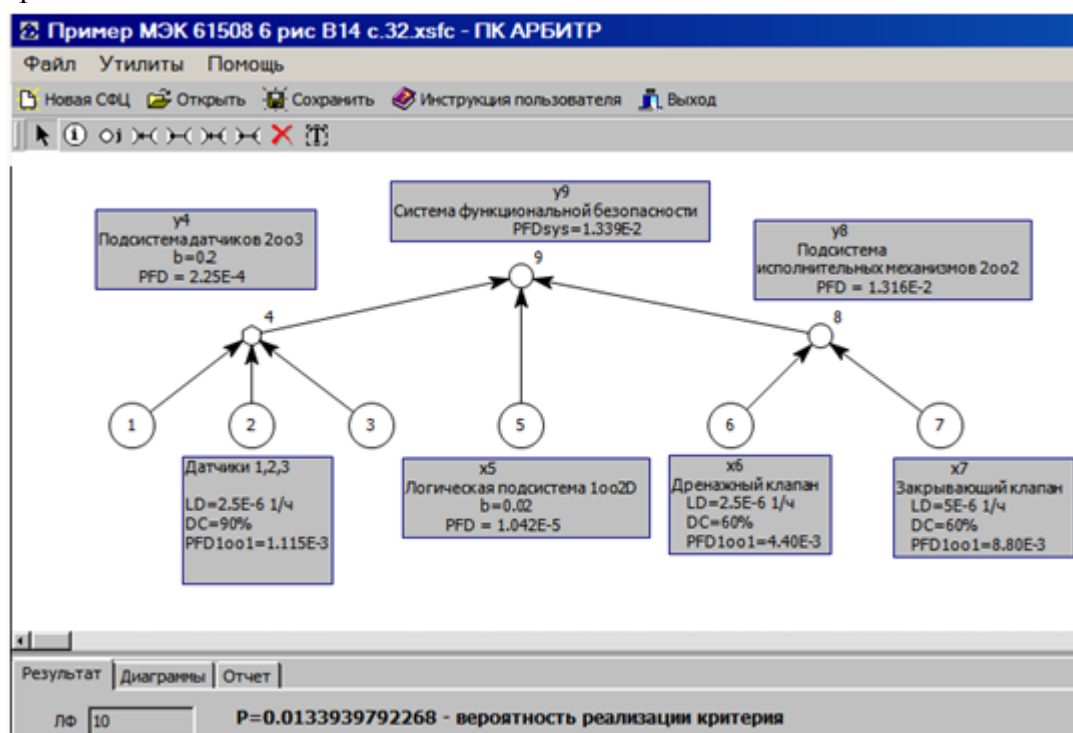 Пример МЭК 61508 6 рис B14 с.32.xsfc - ПК АРБИТР
Файл Утилиты Помощь
Новая СФЦ Открыть Сохранить Инструкция пользователя Выход
y4
Подсистемадатчиков 2oo3
b=0.2
PFD = 2.25E-4
y9
Система функциональной безопасности
PFDsys=1.339E-2
y8
Подсистема
исполнительных механизмов 2oo2
PFD = 1.316E-2
9
4
8
1
2
3
5
6
7
Датчики 1,2,3
LD=2.5E-6 1/ч
DC=90%
PFD1oo1=1.115E-3
x5
Логическая подсистема 1oo2D
b=0.02
PFD = 1.042E-5
x6
Дренажный клапан
LD=2.5E-6 1/ч
DC=60%
PFD1oo1=4.40E-3
x7
Закрывающий клапан
LD=5E-6 1/ч
DC=60%
PFD1oo1=8.80E-3
Результат Диаграммы Отчет
ЛФ 10 P=0.0133939792268 - вероятность реализации критерия